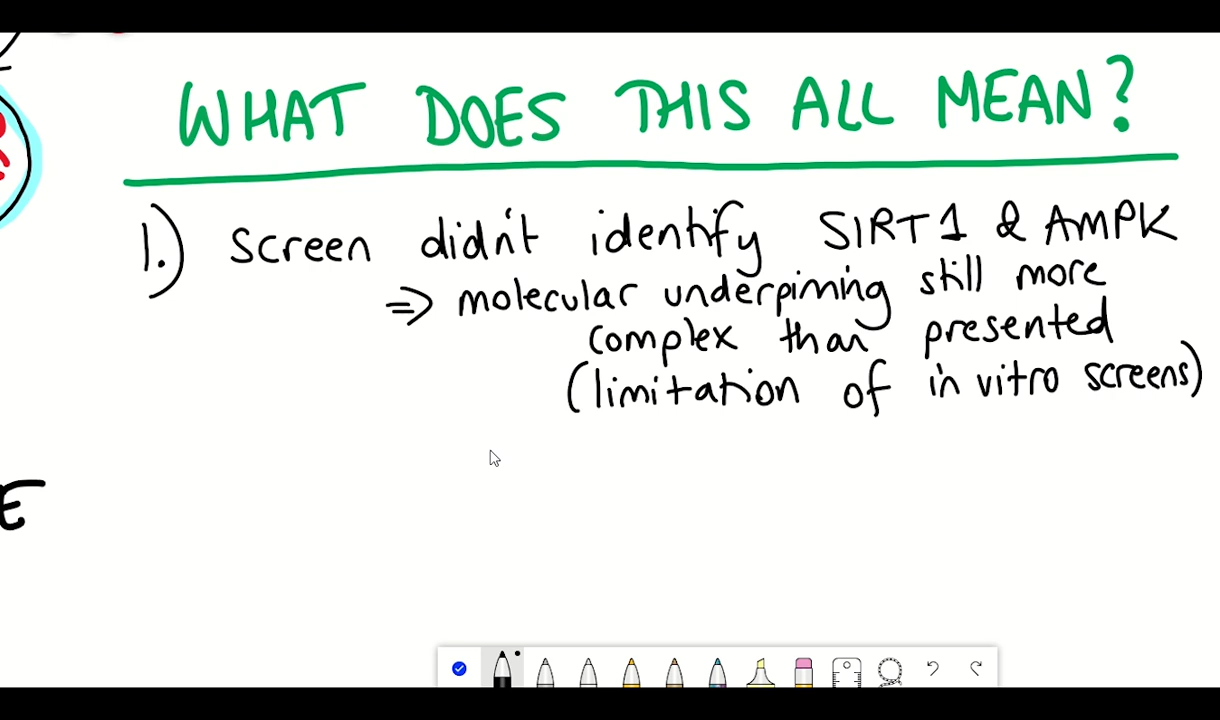 WHAT DOES THIS ALL MEAN?
1.) screen didn't identify SIRT1 & AMPK
=> molecular underpinning still more
complex than presented
(limitation of in vitro screens)
E